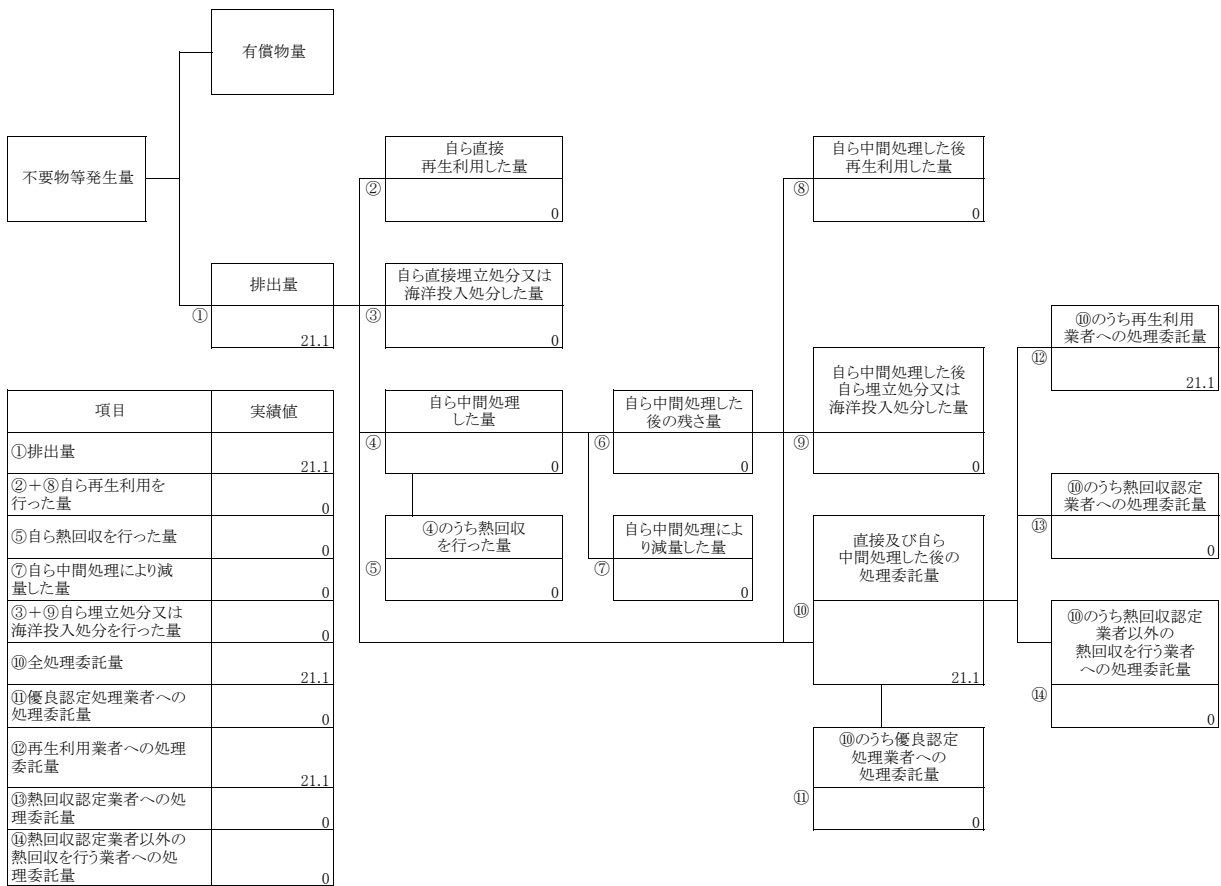 有償物量
不要物等発生量
自ら直接
再生利用した量
②
0
自ら中間処理した後
再生利用した量
⑧
0
排出量
①
21.1
自ら直接埋立処分又は
海洋投入処分した量
③
0
⑩のうち再生利用
業者への処理委託量
⑫
21.1
自ら中間処理
した量
④
0
自ら中間処理した
後の残さ量
⑥
0
自ら中間処理した後
自ら埋立処分又は
海洋投入処分した量
⑨
0
⑩のうち熱回収認定
業者への処理委託量
⑬
0
④のうち熱回収
を行った量
⑤
0
自ら中間処理によ
り減量した量
⑦
0
直接及び自ら
中間処理した後の
処理委託量
⑩
21.1
⑩のうち熱回収認定
業者以外の
熱回収を行う業者
への処理委託量
⑭
0
⑩のうち優良認定
処理業者への
処理委託量
⑪
0
項目 実績値
①排出量
21.1
②＋⑧自ら再生利用を
行った量
0
⑤自ら熱回収を行った量
0
⑦自ら中間処理により減
量した量
0
③＋⑨自ら埋立処分又は
海洋投入処分を行った量
0
⑩全処理委託量
21.1
⑪優良認定処理業者への
処理委託量
0
⑫再生利用業者への処理
委託量
21.1
⑬熱回収認定業者への処
理委託量
0
⑭熱回収認定業者以外の
熱回収を行う業者への処
理委託量
0